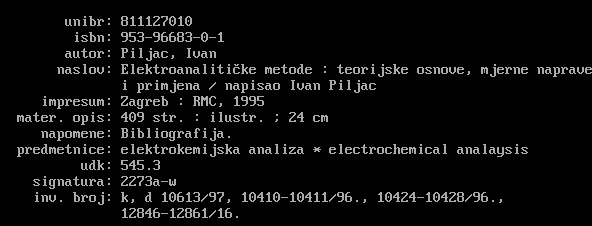 unibr: 811127010
isbn: 953-96683-0-1
autor: Piljac, Ivan
naslov: Elektroanalitičke metode : teorijske osnove, mjerne naprave
i primjena / napisao Ivan Piljac
impresum: Zagreb : RMC, 1995
mater. opis: 409 str. : ilustr. ; 24 cm
napomene: Bibliografija.
predmetnice: elektrokemijska analiza * electrochemical analaysis
udk: 545.3
signatura: 2273a-w
inv. broj: k, d 10613/97, 10410-10411/96., 10424-10428/96.,
12846-12861/16.